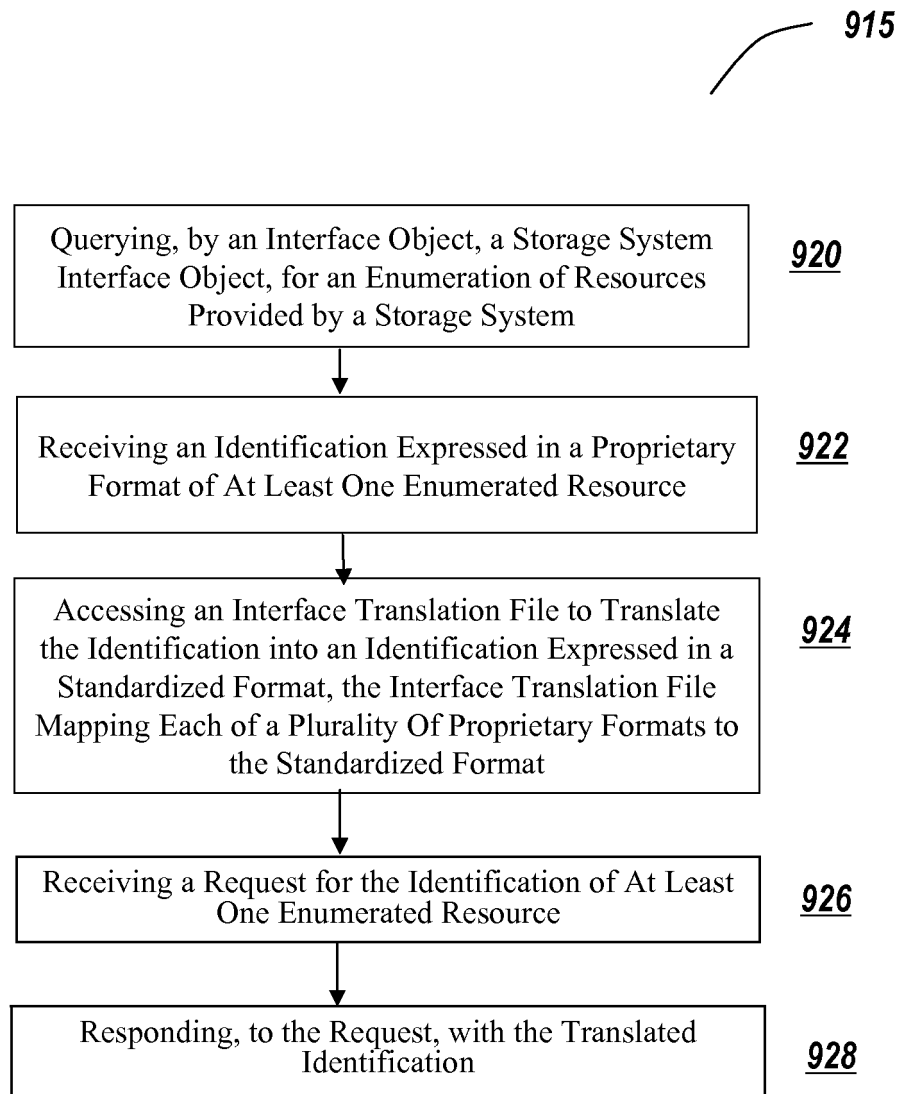 915
Querying, by an Interface Object, a Storage System
Interface Object, for an Enumeration of Resources
Provided by a Storage System
920
Receiving an Identification Expressed in a Proprietary
Format of At Least One Enumerated Resource
922
Accessing an Interface Translation File to Translate
the Identification into an Identification Expressed in a
Standardized Format, the Interface Translation File
Mapping Each of a Plurality Of Proprietary Formats to
the Standardized Format
924
Receiving a Request for the Identification of At Least
One Enumerated Resource
926
Responding, to the Request, with the Translated
Identification
928